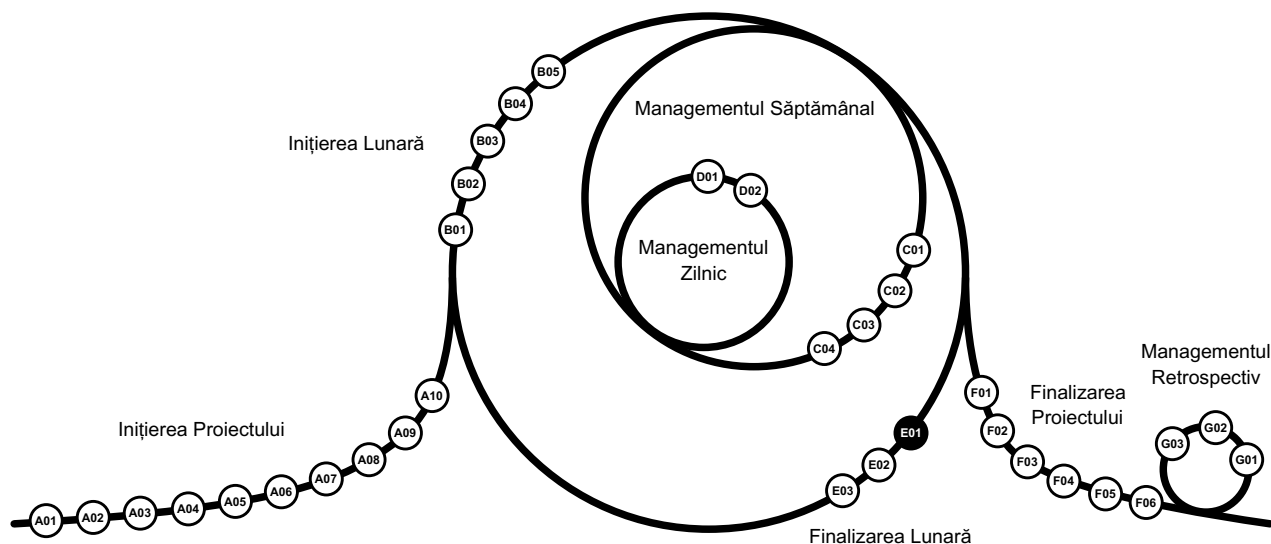 B05
B04
Managementul Săptămânal
B03
Inițierea Lunară
B02
D01
D02
B01
Managementul
Zilnic
C01
C02
C03
C04
Managementul
Retrospectiv
A10
F01
Finalizarea
Proiectului
Inițierea Proiectului
A09
E01
F02
G02
G03
G01
A08
E02
F03
A07
F04
A06
E03
F05
A05
F06
A04
A03
A02
A01
Finalizarea Lunară